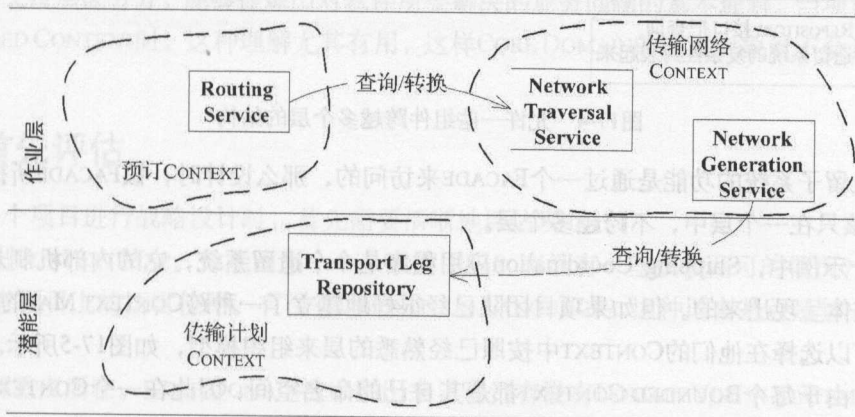 作业层
Routing
Service
预订CONTEXT
查询/转换
传输网络
CONTEXT
Network
Traversal
Service
Network
Generation
Service
查询/转换
潜能层
Transport Leg
Repository
传输计划
CONTEXT